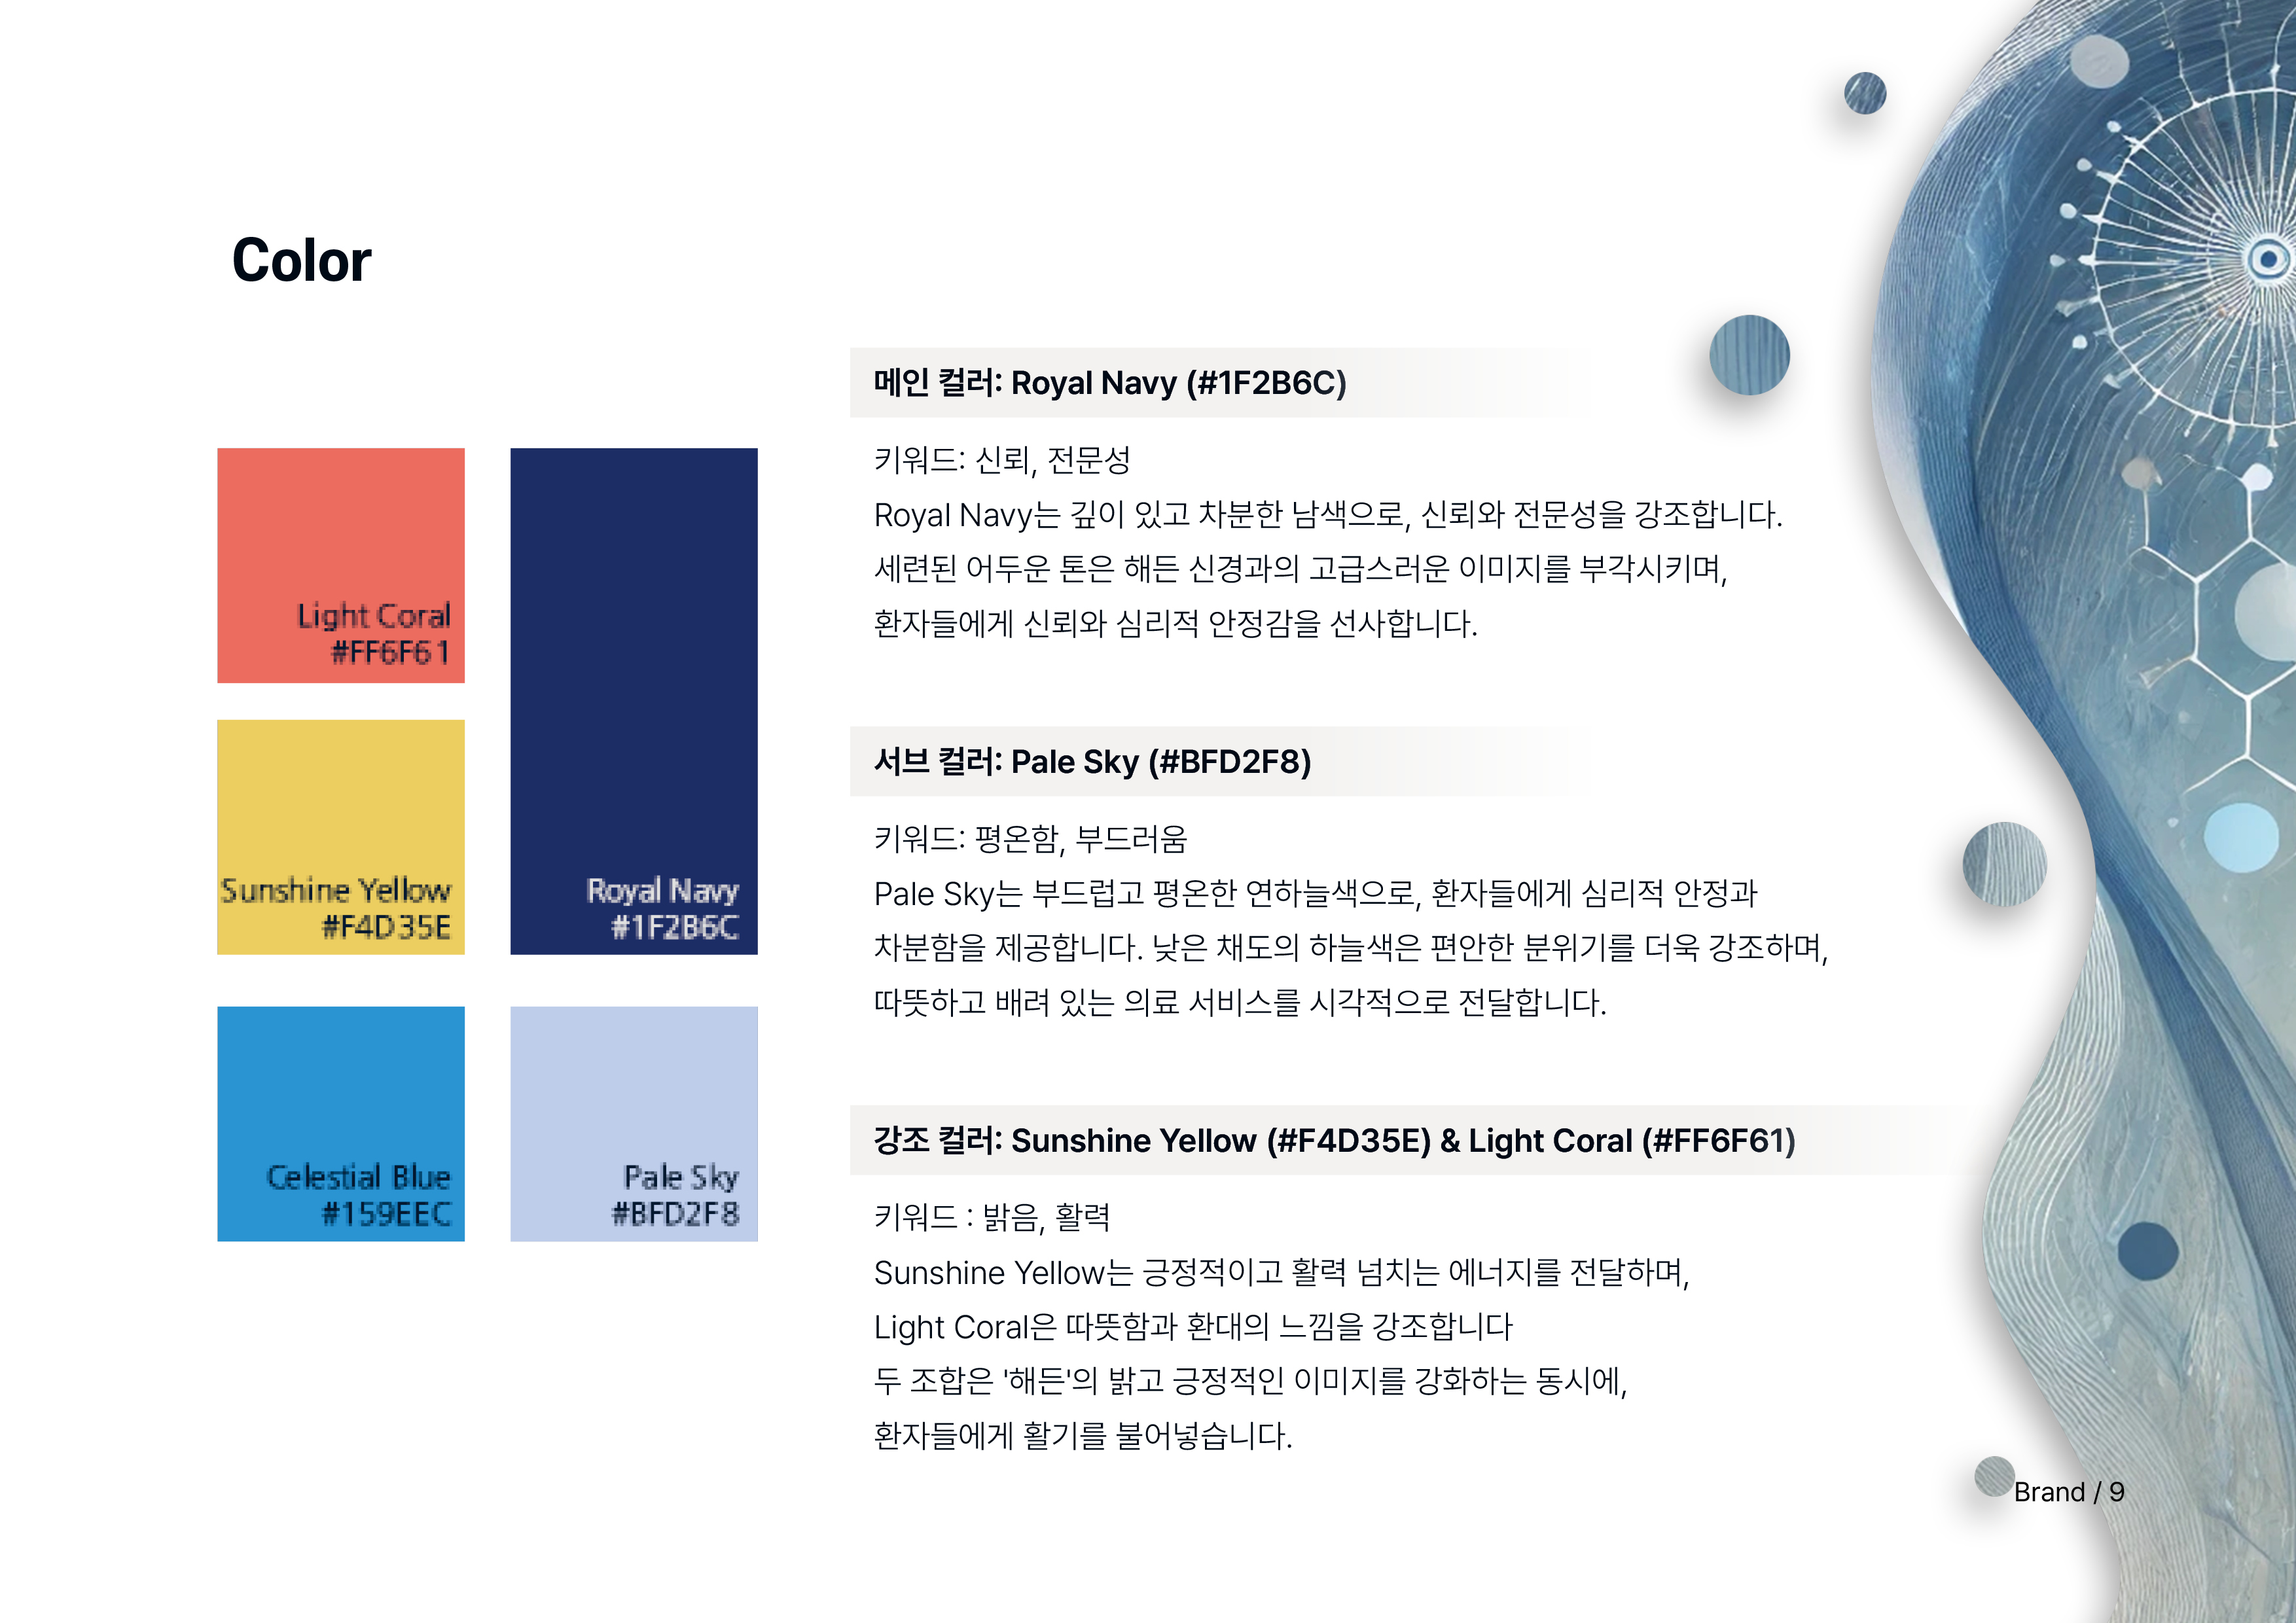 Color
Light Coral
#FF6F61
Sunshine Yellow
#F4D35E
Celestial Blue
#159EEC
Royal Navy
#1F2B6C
Pale Sky
#BFD2F8
메인 컬러: Royal Navy (#1F2B6C)
키워드: 신뢰, 전문성
Royal Navy는 깊이 있고 차분한 남색으로, 신뢰와 전문성을 강조합니다.
세련된 어두운 톤은 해든 신경과의 고급스러운 이미지를 부각시키며,
환자들에게 신뢰와 심리적 안정감을 선사합니다.
서브 컬러: Pale Sky (#BFD2F8)
키워드: 평온함, 부드러움
Pale Sky는 부드럽고 평온한 연하늘색으로, 환자들에게 심리적 안정과
차분함을 제공합니다. 낮은 채도의 하늘색은 편안한 분위기를 더욱 강조하며,
따뜻하고 배려 있는 의료 서비스를 시각적으로 전달합니다.
강조 컬러: Sunshine Yellow (#F4D35E) & Light Coral (#FF6F61)
키워드 : 밝음, 활력
Sunshine Yellow는 긍정적이고 활력 넘치는 에너지를 전달하며,
Light Coral은 따뜻함과 환대의 느낌을 강조합니다
두 조합은 '해든'의 밝고 긍정적인 이미지를 강화하는 동시에,
환자들에게 활기를 불어넣습니다.
Brand / 9